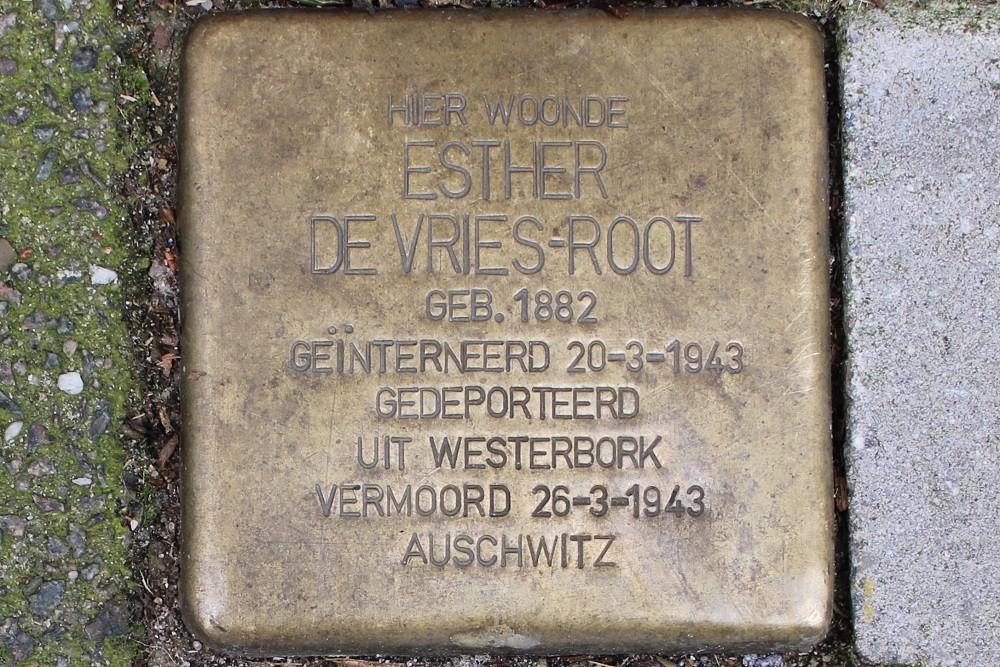 HIER WOONDE
ESTHER
DE VRIES-ROOT
GEB. 1882
GEÏNTERNEERD 20-3-1943
GEDEPORTEERD
UIT WESTERBORK
VERMOORD 26-3-1943
AUSCHWITZ